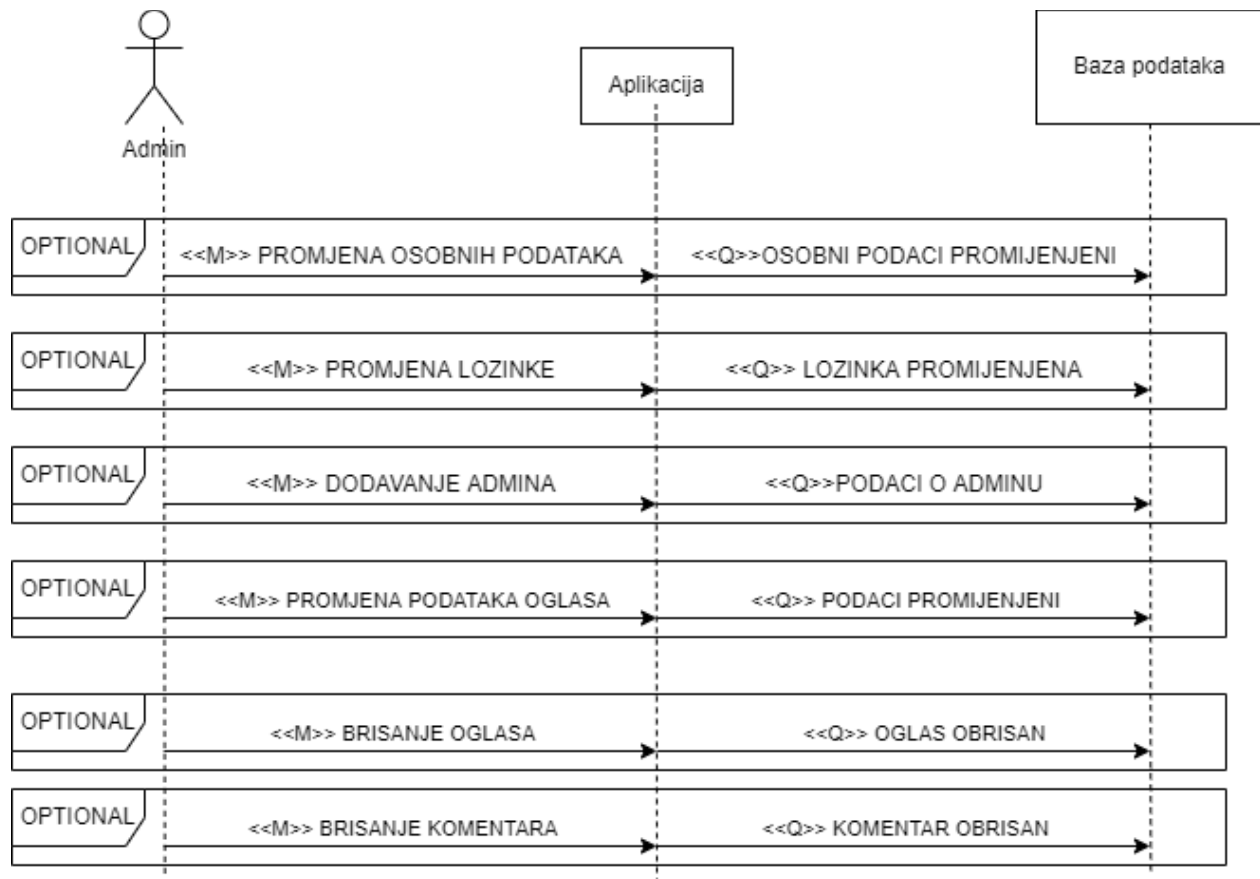 Aplikacija
Baza podataka
Admin
OPTIONAL
<<M>> PROMJENA OSOBNIH PODATAKA
<<Q>>OSOBNI PODACI PROMIJENJENI
OPTIONAL
<<M>> PROMJENA LOZINKE
<<Q>> LOZINKA PROMIJENJENA
OPTIONAL
<<M>> DODAVANJE ADMINA
<<Q>>PODACI O ADMINU
OPTIONAL
<<M>> PROMJENA PODATAKA OGLASA
<<Q>> PODACI PROMIJENJENI
OPTIONAL
<<M>> BRISANJE OGLASA
<<Q>> OGLAS OBRISAN
OPTIONAL
<<M>> BRISANJE KOMENTARA
<<Q>> KOMENTAR OBRISAN